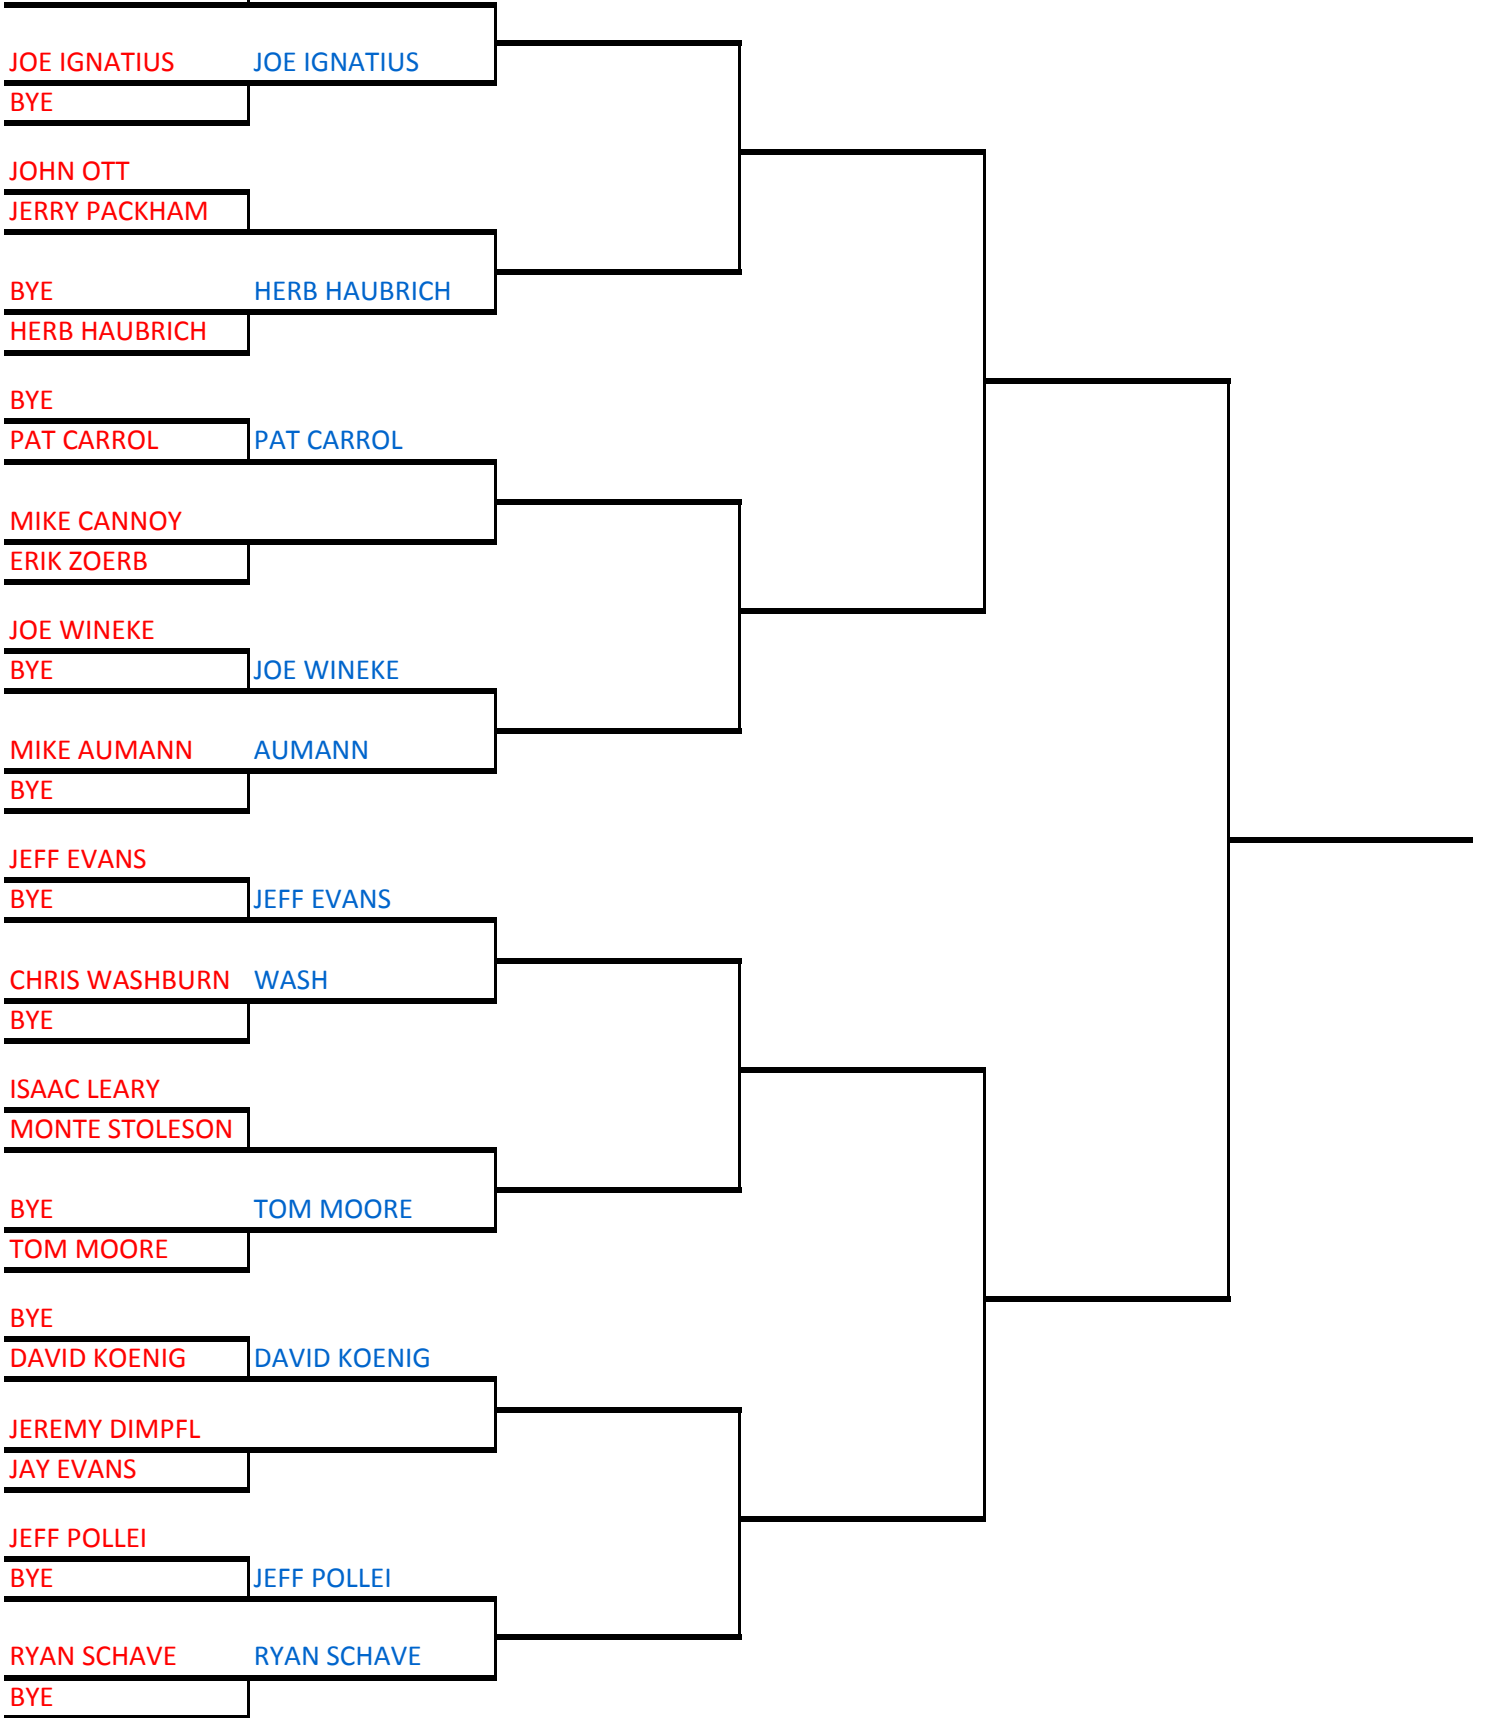 JOE IGNATIUS JOE IGNATIUS
BYE
JOHN OTT
JERRY PACKHAM
BYE HERB HAUBRICH
HERB HAUBRICH
BYE
PAT CARROL PAT CARROL
MIKE CANNOY
ERIK ZOERB
JOE WINEKE
BYE JOE WINEKE
MIKE AUMANN AUMANN
BYE
JEFF EVANS
BYE JEFF EVANS
CHRIS WASHBURN WASH
BYE
ISAAC LEARY
MONTE STOLESON
BYE TOM MOORE
TOM MOORE
BYE
DAVID KOENIG DAVID KOENIG
JEREMY DIMPFL
JAY EVANS
JEFF POLLEI
BYE JEFF POLLEI
RYAN SCHAVE RYAN SCHAVE
BYE